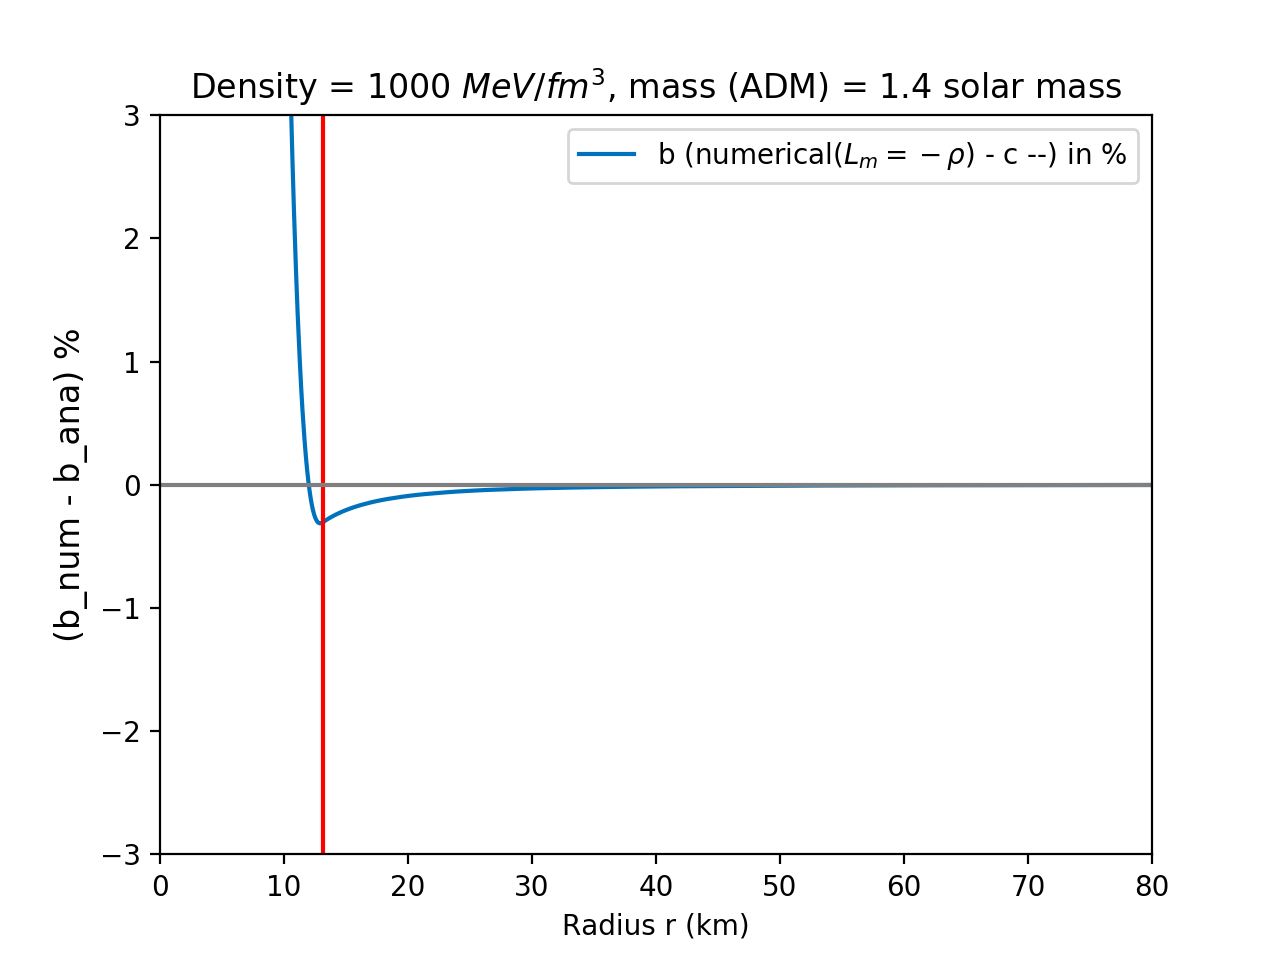 Density = 1000 MeV/fm³, mass (ADM) = 1.4 solar mass
b (numerical(Lₘ = −ρ) - c --) in %
(b_num - b_ana) %
3
2
1
0
−1
−2
−3
0 10 20 30 40 50 60 70 80
Radius r (km)